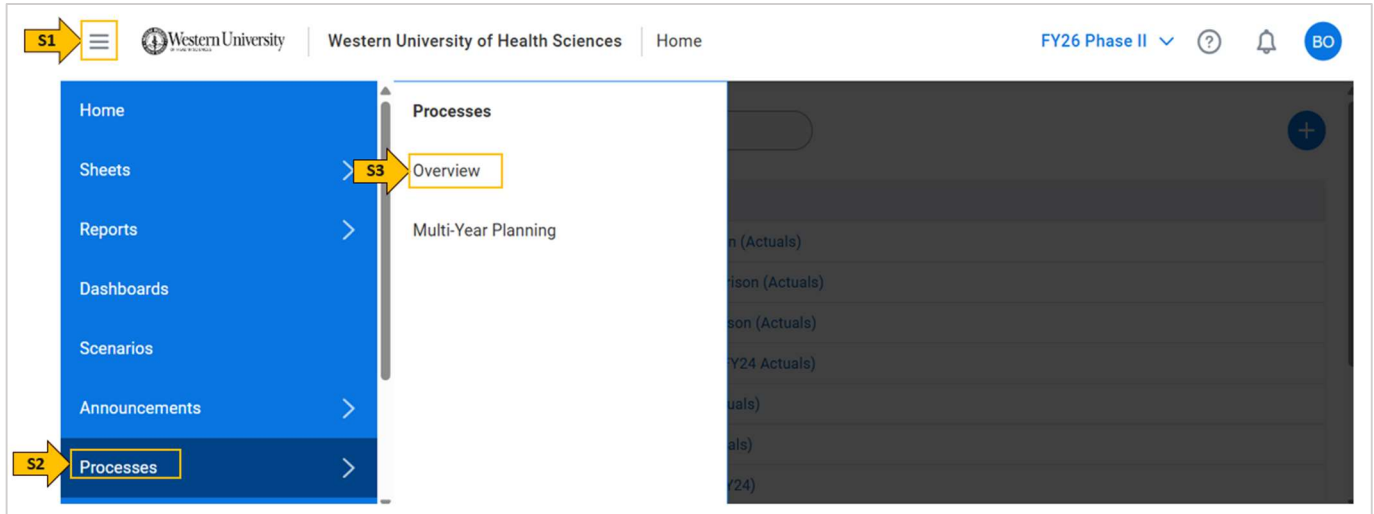 S1
Western University
Western University of Health Sciences
Home
FY26 Phase II
?
BO
Home
Processes
Sheets
S3
Overview
Reports
Multi-Year Planning
n (Actuals)
Dashboards
rison (Actuals)
son (Actuals)
Scenarios
Y24 Actuals)
Announcements
uals)
als)
S2
Processes
Y24)